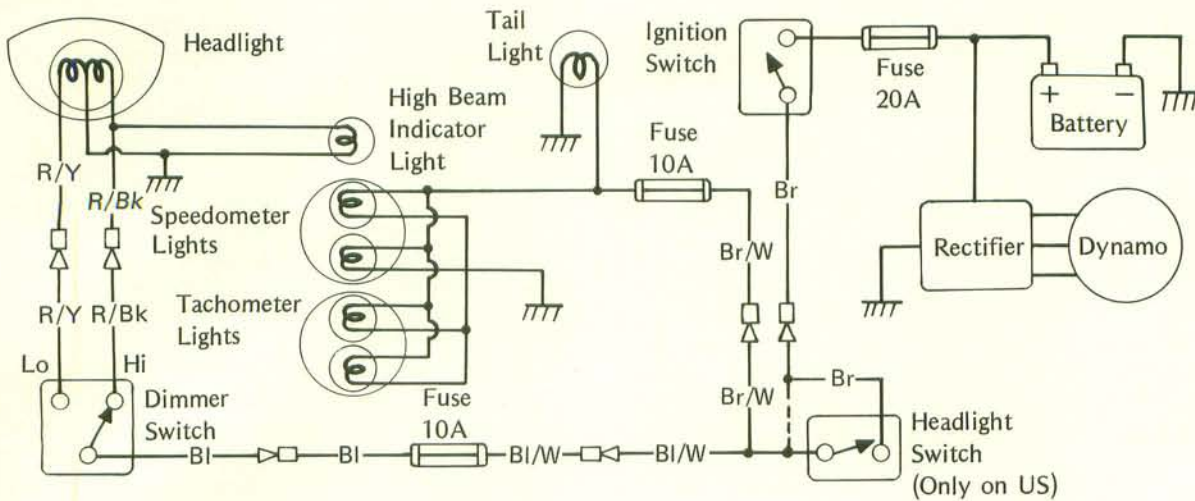 Headlight
Tail
Light
Ignition
Switch
Fuse
20A
+
−
Battery
High Beam
Indicator
Light
Fuse
10A
R/Y
R/Bk
Br
Speedometer
Lights
Br/W
Rectifier
Dynamo
R/Y
R/Bk
Tachometer
Lights
Lo
Hi
Dimmer
Switch
Fuse
10A
Br/W
Br
Bl
Bl
Bl/W
Bl/W
Headlight
Switch
(Only on US)